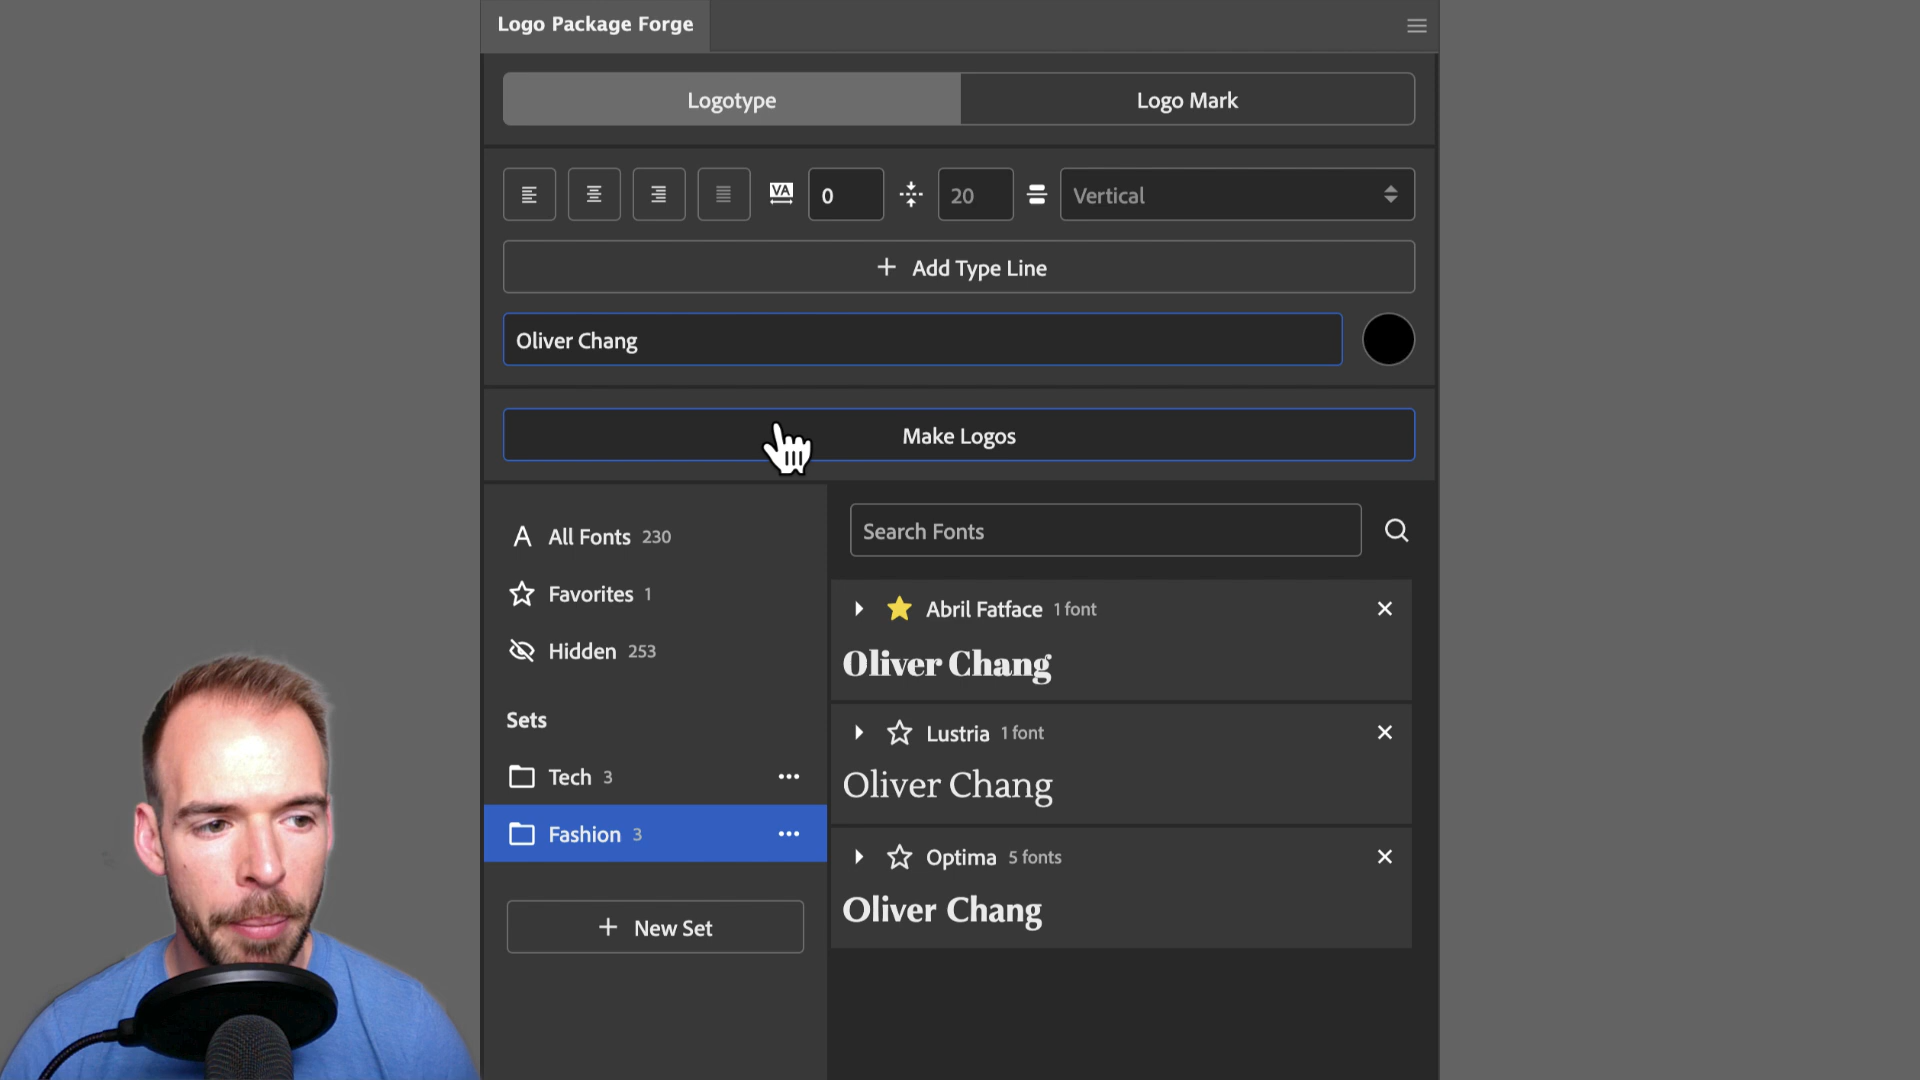 Logo Package Forge
Logotype
Logo Mark
VA
0
20
Vertical
+ Add Type Line
Oliver Chang
Make Logos
A All Fonts 230
Favorites 1
Hidden 253
Sets
Tech 3
Fashion 3
+ New Set
Search Fonts
Abril Fatface 1 font
Oliver Chang
Lustria 1 font
Oliver Chang
Optima 5 fonts
Oliver Chang